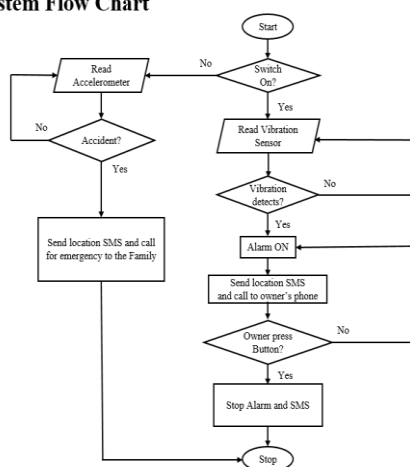 stem Flow Chart
Start
No
Switch
On?
Read
Accelerometer
Yes
No
Accident?
Read Vibration
Sensor
Yes
No
Vibration
detects?
Yes
Send location SMS and call
for emergency to the Family
Alarm ON
Send location SMS
and call to owner's phone
No
Owner press
Button?
Yes
Stop Alarm and SMS
Stop